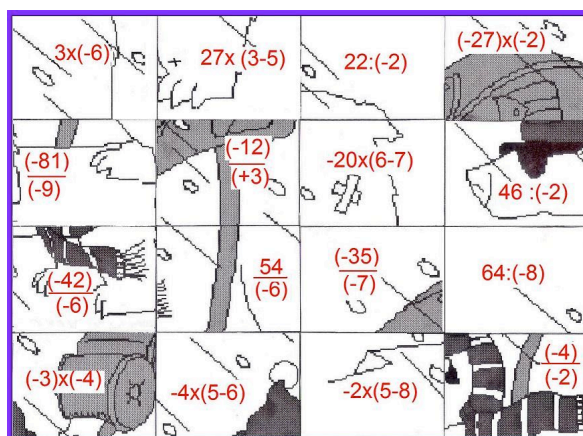 3x(-6)
27x (3-5)
22:(-2)
(-27)x(-2)
(-81)
(-9)
(-12)
(+3)
-20x(6-7)
46 :(-2)
(-42)
(-6)
54
(-6)
(-35)
(-7)
64:(-8)
(-3)x(-4)
-4x(5-6)
-2x(5-8)
(-4)
(-2)